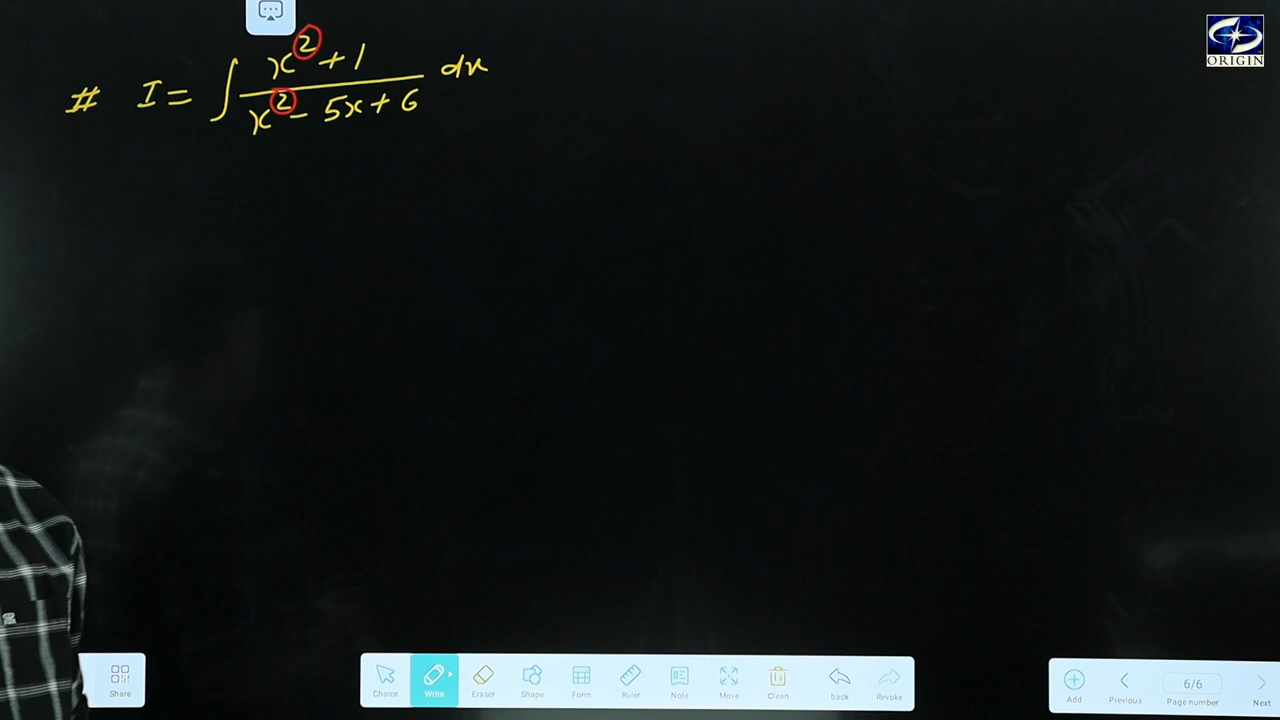 ORIGIN
# I = ∫ x² + 1 / x² - 5x + 6 dx
Share
Choice
Write
Eraser
Shape
Form
Ruler
Note
Move
Clean
back
Revoke
Add
Previous
6/6
Page number
Next